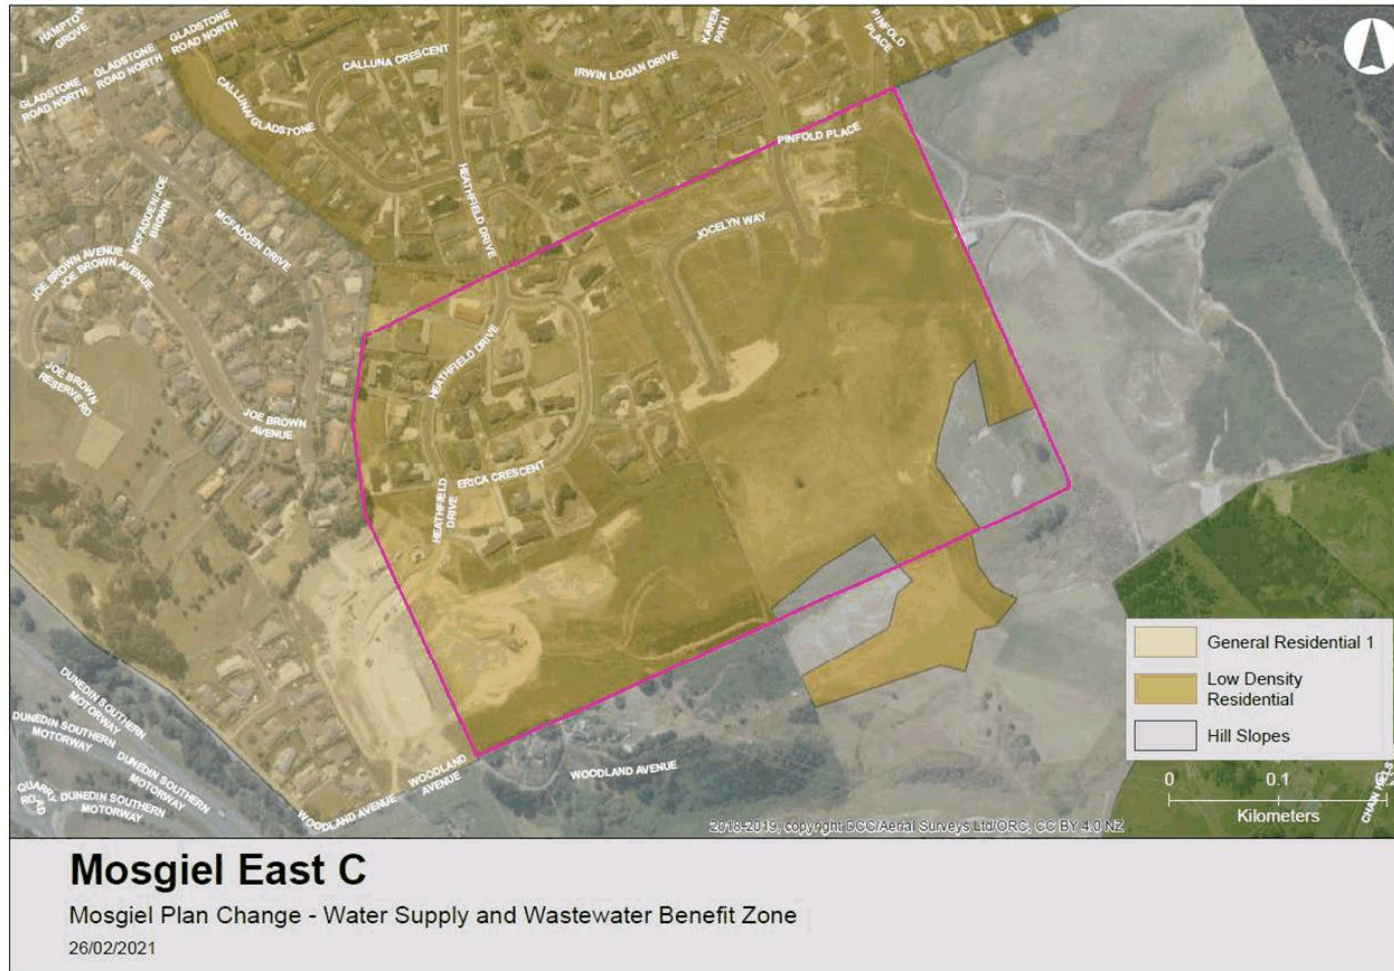 HAMPTON
GROVE
GLADSTONE
ROAD NORTH
GLADSTONE
ROAD NORTH
GLADSTONE
ROAD NORTH
CALLUNA CRESCENT
IRWIN LOGAN DRIVE
KAREN
PATH
PINFOLD
PLACE
CALLUNA/GLADSTONE
PINFOLD PLACE
MCFADDEN/JOE
BROWN
MCFADDEN DRIVE
HEATHFIELD DRIVE
JOCELYN WAY
JOE BROWN AVENUE
JOE BROWN AVENUE
HEATHFIELD DRIVE
JOE BROWN
RESERVE RD
JOE BROWN
AVENUE
ERICA CRESCENT
HEATHFIELD
DRIVE
DUNEDIN SOUTHERN
MOTORWAY
DUNEDIN SOUTHERN
MOTORWAY
DUNEDIN SOUTHERN
MOTORWAY
QUARRY
ROAD
DUNEDIN SOUTHERN
MOTORWAY
WOODLAND AVENUE
WOODLAND
AVENUE
WOODLAND AVENUE
General Residential 1
Low Density
Residential
Hill Slopes
0 0.1
Kilometers
CHAIN HILLS
2018-2019, copyright DCC/Aerial Surveys Ltd/ORC, CC BY 4.0 NZ
Mosgiel East C
Mosgiel Plan Change - Water Supply and Wastewater Benefit Zone
26/02/2021